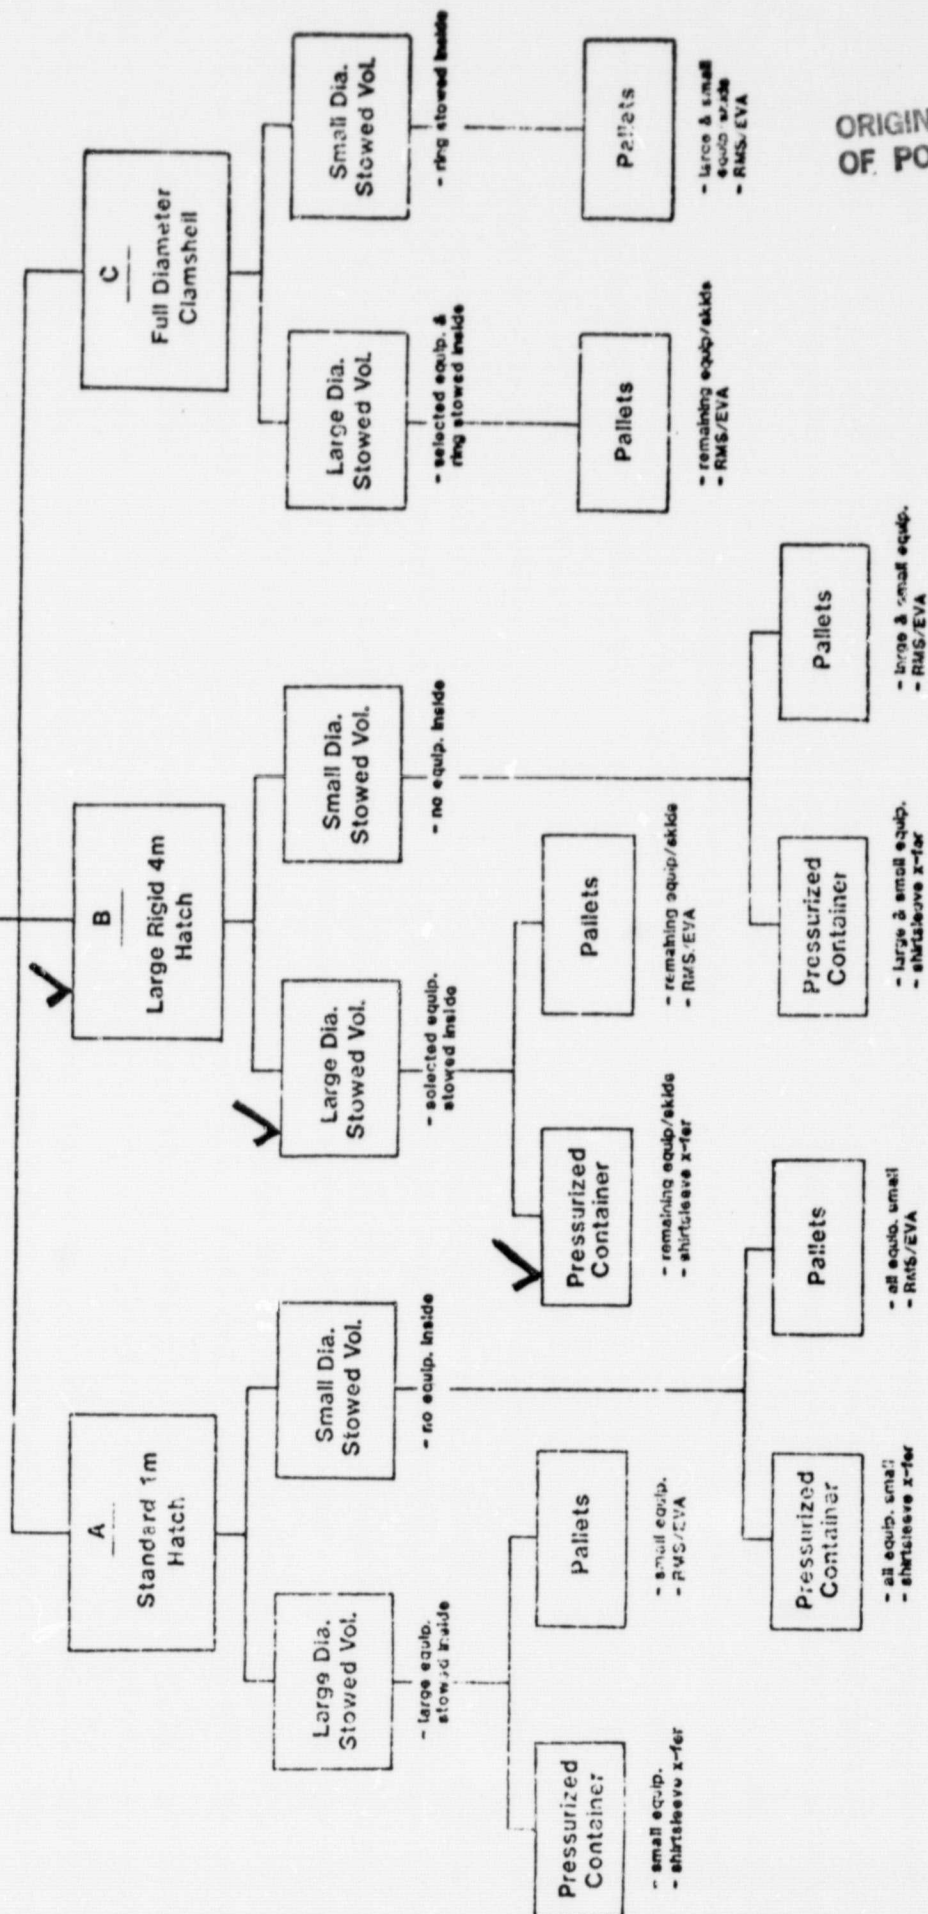 A
Standard 1m
Hatch
Large Dia.
Stowed Vol.
- large equip.
stowed inside
Pressurized
Container
- small equip.
- shirtsleeve x-fer
Pallets
- small equip.
- RMS/EVA
Small Dia.
Stowed Vol.
- no equip. inside
Pressurized
Container
- all equip. small
- shirtsleeve x-fer
Pallets
- all equip. small
- RMS/EVA
B
Large Rigid 4m
Hatch
Large Dia.
Stowed Vol.
- selected equip.
stowed inside
Pressurized
Container
- remaining equip/skids
- shirtsleeve x-fer
Pallets
- remaining equip/skids
- RMS/EVA
Small Dia.
Stowed Vol.
- no equip. inside
Pressurized
Container
- large & small equip.
- shirtsleeve x-fer
Pallets
- large & small equip.
- RMS/EVA
C
Full Diameter
Clamshell
Large Dia.
Stowed Vol.
- selected equip. &
ring stowed inside
Pallets
- remaining equip/skids
- RMS/EVA
Small Dia.
Stowed Vol.
- ring stowed inside
Pallets
- large & small
equip/skids
- RMS/EVA
ORIGIN
OF PO